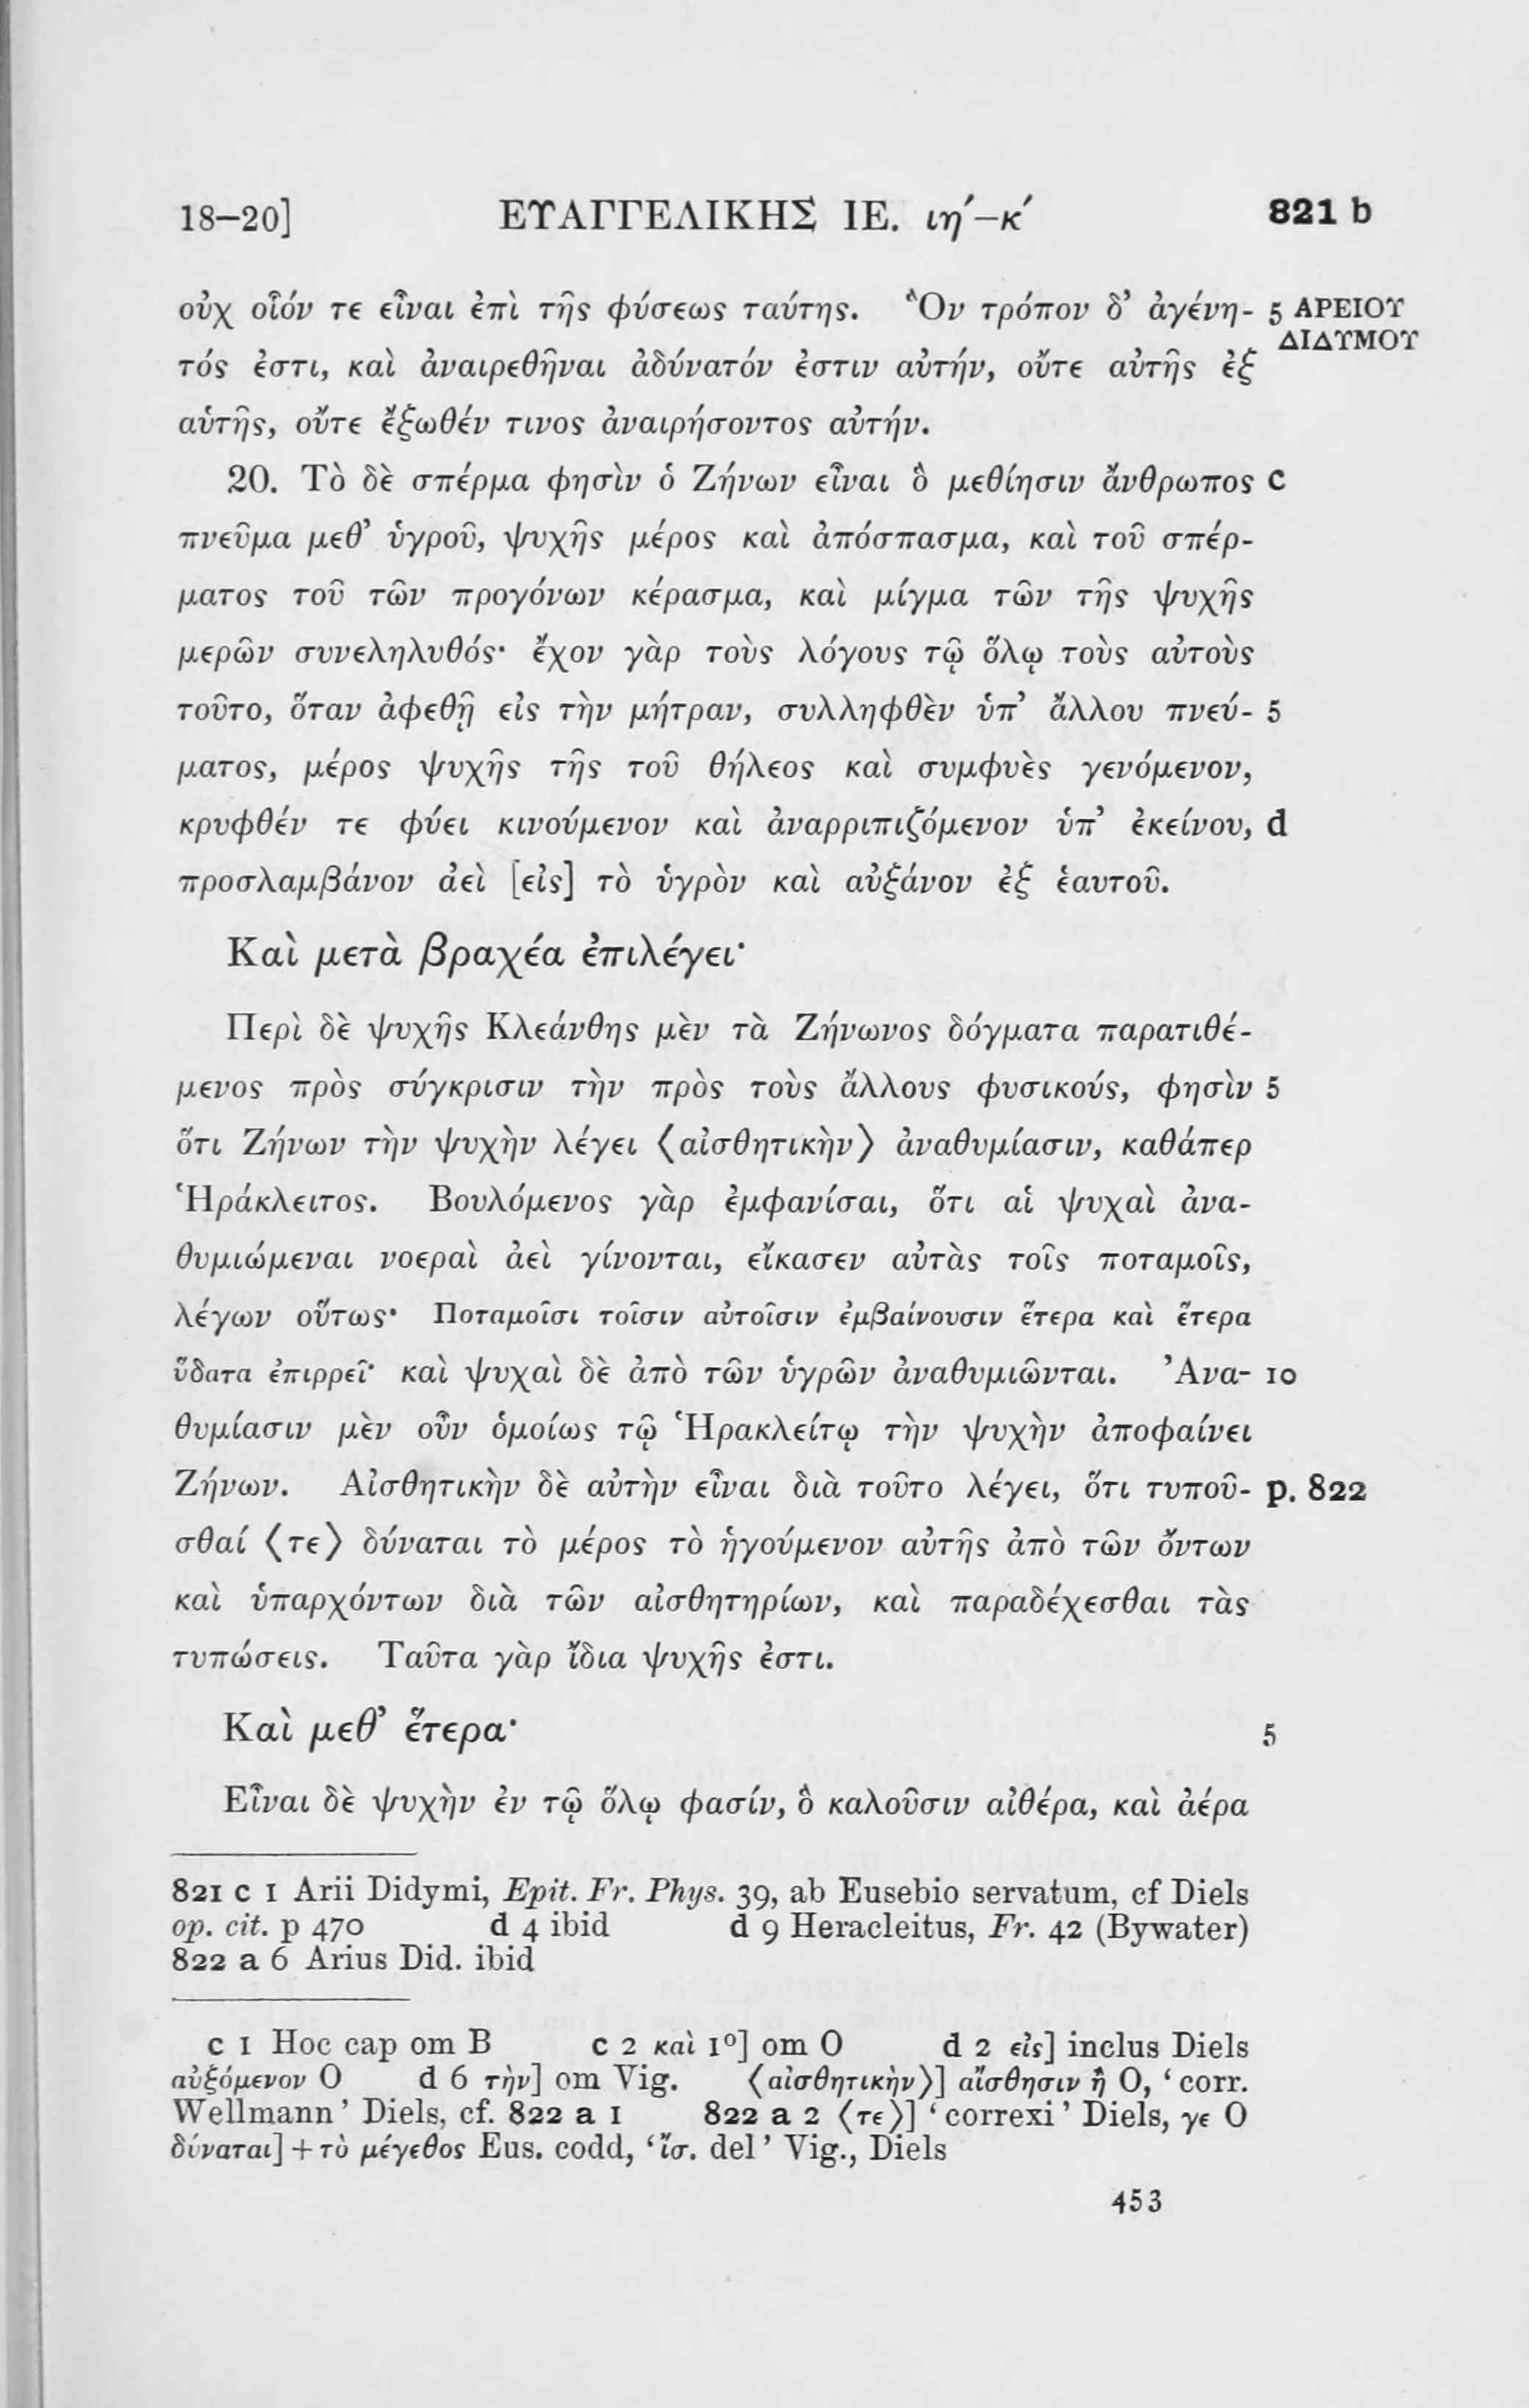 18–20] ΕΥΑΓΓΕΛΙΚΗΣ ΙΕ. ιη΄–κ΄ 821 b
οὐχ οἷόν τε εἶναι ἐπὶ τῆς φύσεως ταύτης. Ὃν τρόπον δ’ ἀγένη- 5 ΑΡΕΙΟΥ
ΔΙΔΥΜΟΥ
τός ἐστι, καὶ ἀναιρεθῆναι ἀδύνατόν ἐστιν αὐτήν, οὔτε αὐτῆς ἐξ
αὑτῆς, οὔτε ἔξωθέν τινος ἀναιρήσοντος αὐτήν.
20. Τὸ δὲ σπέρμα φησὶν ὁ Ζήνων εἶναι ὃ μεθίησιν ἄνθρωπος c
πνεῦμα μεθ’ ὑγροῦ, ψυχῆς μέρος καὶ ἀπόσπασμα, καὶ τοῦ σπέρ-
ματος τοῦ τῶν προγόνων κέρασμα, καὶ μίγμα τῶν τῆς ψυχῆς
μερῶν συνεληλυθός· ἔχον γὰρ τοὺς λόγους τῷ ὅλῳ τοὺς αὐτοὺς
τοῦτο, ὅταν ἀφεθῇ εἰς τὴν μήτραν, συλληφθὲν ὑπ’ ἄλλου πνεύ- 5
ματος, μέρος ψυχῆς τῆς τοῦ θήλεος καὶ συμφυὲς γενόμενον,
κρυφθέν τε φύει κινούμενον καὶ ἀναρριπιζόμενον ὑπ’ ἐκείνου, d
προσλαμβάνον ἀεὶ [εἰς] τὸ ὑγρὸν καὶ αὐξάνον ἐξ ἑαυτοῦ.
Καὶ μετὰ βραχέα ἐπιλέγει·
Περὶ δὲ ψυχῆς Κλεάνθης μὲν τὰ Ζήνωνος δόγματα παρατιθέ-
μενος πρὸς σύγκρισιν τὴν πρὸς τοὺς ἄλλους φυσικούς, φησὶν 5
ὅτι Ζήνων τὴν ψυχὴν λέγει ⟨αἰσθητικὴν⟩ ἀναθυμίασιν, καθάπερ
Ἡράκλειτος. Βουλόμενος γὰρ ἐμφανίσαι, ὅτι αἱ ψυχαὶ ἀνα-
θυμιώμεναι νοεραὶ ἀεὶ γίνονται, εἴκασεν αὐτὰς τοῖς ποταμοῖς,
λέγων οὕτως· Ποταμοῖσι τοῖσιν αὐτοῖσιν ἐμβαίνουσιν ἕτερα καὶ ἕτερα
ὕδατα ἐπιρρεῖ· καὶ ψυχαὶ δὲ ἀπὸ τῶν ὑγρῶν ἀναθυμιῶνται. Ἀνα- 10
θυμίασιν μὲν οὖν ὁμοίως τῷ Ἡρακλείτῳ τὴν ψυχὴν ἀποφαίνει
Ζήνων. Αἰσθητικὴν δὲ αὐτὴν εἶναι διὰ τοῦτο λέγει, ὅτι τυποῦ- p. 822
σθαί ⟨τε⟩ δύναται τὸ μέρος τὸ ἡγούμενον αὐτῆς ἀπὸ τῶν ὄντων
καὶ ὑπαρχόντων διὰ τῶν αἰσθητηρίων, καὶ παραδέχεσθαι τὰς
τυπώσεις. Ταῦτα γὰρ ἴδια ψυχῆς ἐστι.
Καὶ μεθ’ ἕτερα· 5
Εἶναι δὲ ψυχὴν ἐν τῷ ὅλῳ φασίν, ὃ καλοῦσιν αἰθέρα, καὶ ἀέρα
821 c 1 Arii Didymi, Epit. Fr. Phys. 39, ab Eusebio servatum, cf Diels
op. cit. p 470 d 4 ibid d 9 Heracleitus, Fr. 42 (Bywater)
822 a 6 Arius Did. ibid
c 1 Hoc cap om B c 2 καὶ 1º] om O d 2 εἰς] inclus Diels
αὐξόμενον O d 6 τὴν] om Vig. ⟨αἰσθητικὴν⟩] αἴσθησιν ἢ O, ‘corr.
Wellmann’ Diels, cf. 822 a 1 822 a 2 ⟨τε⟩] ‘correxi’ Diels, γε O
δύναται] + τὸ μέγεθος Eus. codd, ‘ἴσ. del’ Vig., Diels
453